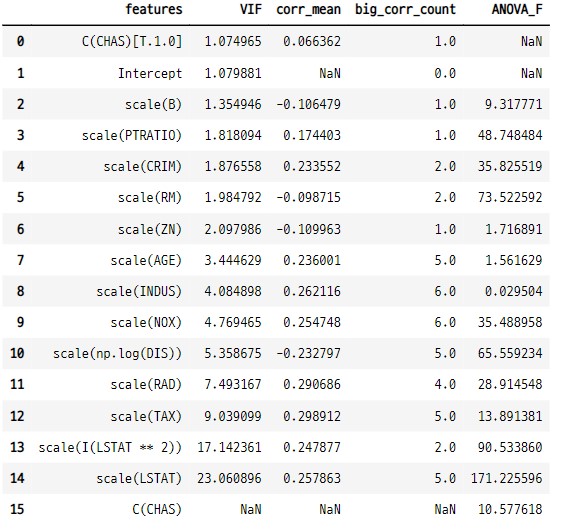 features VIF corr_mean big_corr_count ANOVA_F
0 C(CHAS)[T.1.0] 1.074965 0.066362 1.0 NaN
1 Intercept 1.079881 NaN 0.0 NaN
2 scale(B) 1.354946 -0.106479 1.0 9.317771
3 scale(PTRATIO) 1.818094 0.174403 1.0 48.748484
4 scale(CRIM) 1.876558 0.233552 2.0 35.825519
5 scale(RM) 1.984792 -0.098715 2.0 73.522592
6 scale(ZN) 2.097986 -0.109963 1.0 1.716891
7 scale(AGE) 3.444629 0.236001 5.0 1.561629
8 scale(INDUS) 4.084898 0.262116 6.0 0.029504
9 scale(NOX) 4.769465 0.254748 6.0 35.488958
10 scale(np.log(DIS)) 5.358675 -0.232797 5.0 65.559234
11 scale(RAD) 7.493167 0.290686 4.0 28.914548
12 scale(TAX) 9.039099 0.298912 5.0 13.891381
13 scale(I(LSTAT ** 2)) 17.142361 0.247877 2.0 90.533860
14 scale(LSTAT) 23.060896 0.257863 5.0 171.225596
15 C(CHAS) NaN NaN NaN 10.577618